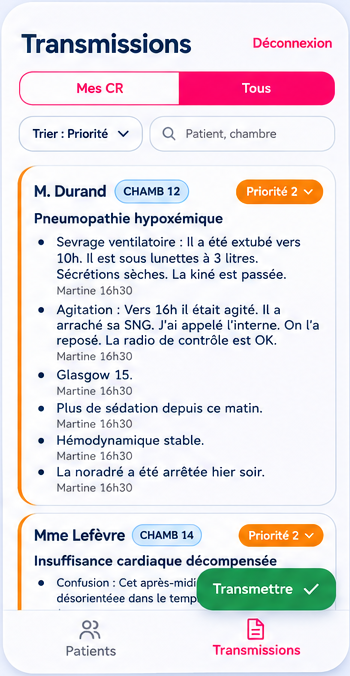 Transmissions
Déconnexion
Mes CR
Tous
Trier : Priorité
Patient, chambre
M. Durand
CHAMB 12
Priorité 2
Pneumopathie hypoxémique
Sevrage ventilatoire : Il a été extubé vers
10h. Il est sous lunettes à 3 litres.
Sécrétions sèches. La kiné est passée.
Martine 16h30
Agitation : Vers 16h il était agité. Il a
arraché sa SNG. J'ai appelé l'interne. On l'a
reposé. La radio de contrôle est OK.
Martine 16h30
Glasgow 15.
Martine 16h30
Plus de sédation depuis ce matin.
Martine 16h30
Hémodynamique stable.
Martine 16h30
La noradré a été arrêtée hier soir.
Martine 16h30
Mme Lefèvre
CHAMB 14
Priorité 2
Insuffisance cardiaque décompensée
Confusion : Cet après-midi
désorientéee dans le temp
Transmettre
Patients
Transmissions